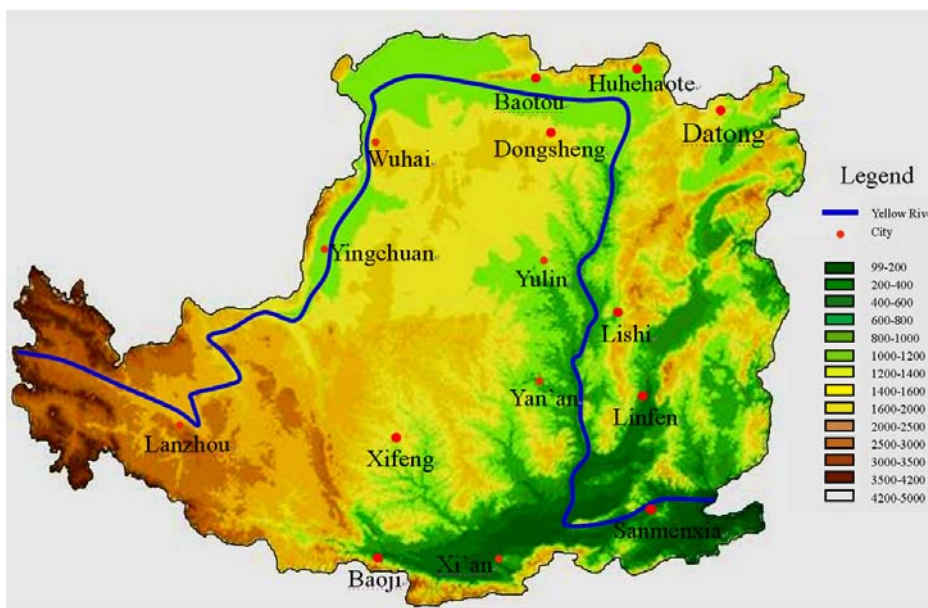 Huhehaote
Baotou
Datong
Wuhai
Dongsheng
Legend
Yellow Rive
City
Yingchuan
Yulin
99-200
200-400
400-600
600-800
800-1000
1000-1200
1200-1400
1400-1600
1600-2000
2000-2500
2500-3000
3000-3500
3500-4200
4200-5000
Lishi
Yan`an
Linfen
Lanzhou
Xifeng
Sanmenxia
Xi’an
Baoji